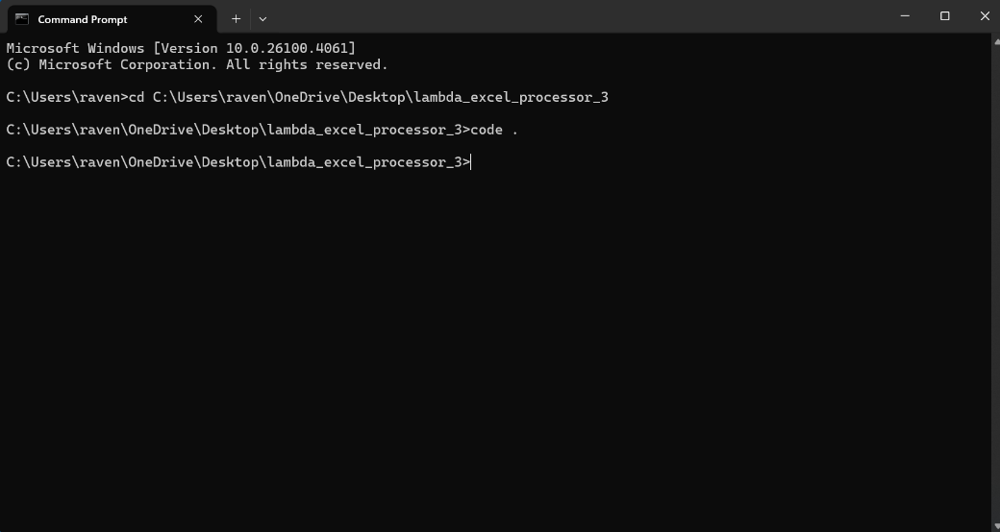 Command Prompt
Microsoft Windows [Version 10.0.26100.4061]
(c) Microsoft Corporation. All rights reserved.
C:\Users\raven>cd C:\Users\raven\OneDrive\Desktop\lambda_excel_processor_3
C:\Users\raven\OneDrive\Desktop\lambda_excel_processor_3>code .
C:\Users\raven\OneDrive\Desktop\lambda_excel_processor_3>